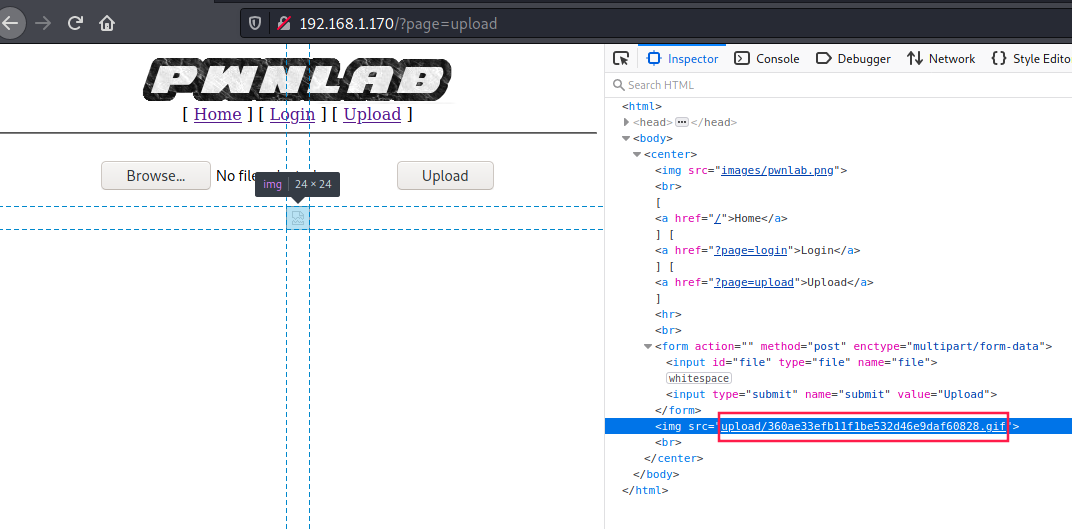 192.168.1.170/?page=upload
PWNLAB
[ Home ] [ Login ] [ Upload ]
Browse... No file Upload
img 24 × 24
Inspector Console Debugger Network {} Style Edito
Search HTML
<html>
<head> ••• </head>
<body>
<center>
<img src="images/pwnlab.png">
<br>
[
<a href="/">Home</a>
] [
<a href="?page=login">Login</a>
] [
<a href="?page=upload">Upload</a>
]
<hr>
<br>
<form action="" method="post" enctype="multipart/form-data">
<input id="file" type="file" name="file">
whitespace
<input type="submit" name="submit" value="Upload">
</form>
<img src="upload/360ae33efb11f1be532d46e9daf60828.gif">
<br>
</center>
</body>
</html>